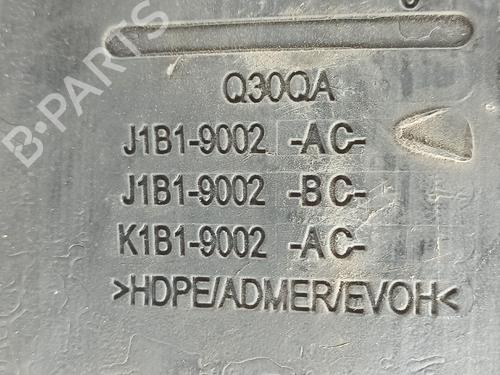 B-PARTS
Q30QA
J1B1-9002 -AC-
J1B1-9002 -BC-
K1B1-9002 -AC-
>HDPE/ADMER/EVOH<